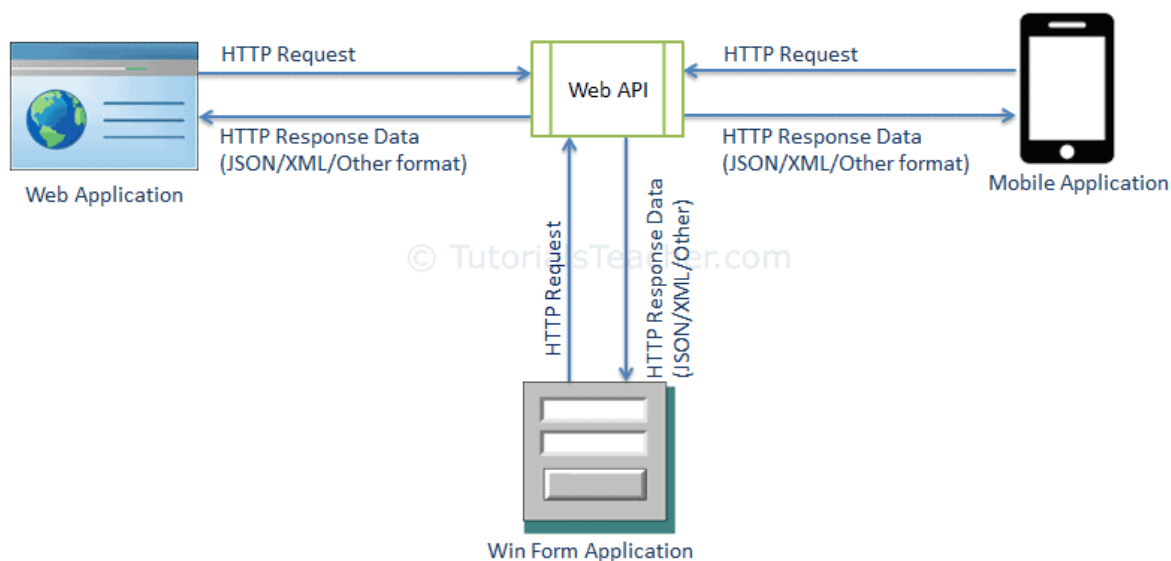 HTTP Request
HTTP Response Data
(JSON/XML/Other format)
Web Application
Web API
HTTP Request
HTTP Response Data
(JSON/XML/Other format)
Mobile Application
© TutorialsTeacher.com
HTTP Request
HTTP Response Data
(JSON/XML/Other)
Win Form Application